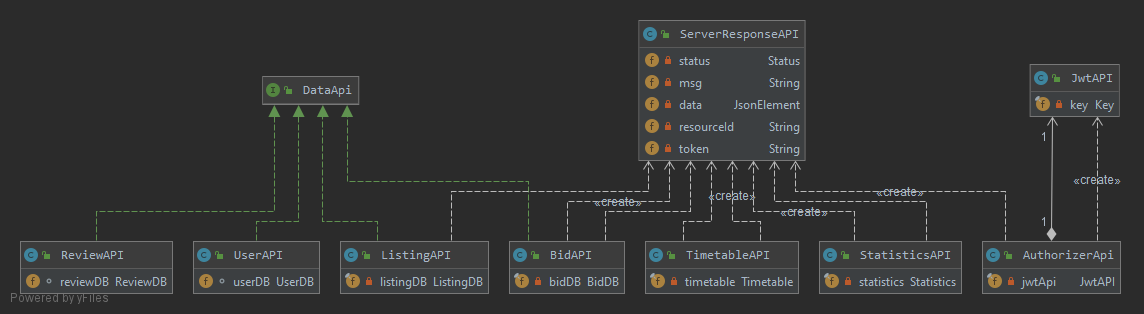 ServerResponseAPI
status Status
msg String
data JsonElement
resourceId String
token String
DataApi
JwtAPI
key Key
1
«create»
«create»
«create»
«create»
«create»
1
ReviewAPI
reviewDB ReviewDB
UserAPI
userDB UserDB
ListingAPI
listingDB ListingDB
BidAPI
bidDB BidDB
TimetableAPI
timetable Timetable
StatisticsAPI
statistics Statistics
AuthorizerApi
jwtApi JwtAPI
Powered by yFiles